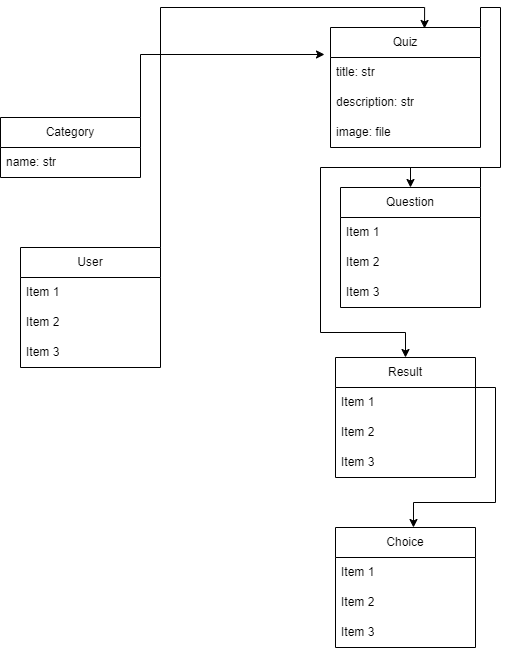 Quiz
title: str
description: str
image: file
Category
name: str
Question
Item 1
Item 2
Item 3
User
Item 1
Item 2
Item 3
Result
Item 1
Item 2
Item 3
Choice
Item 1
Item 2
Item 3